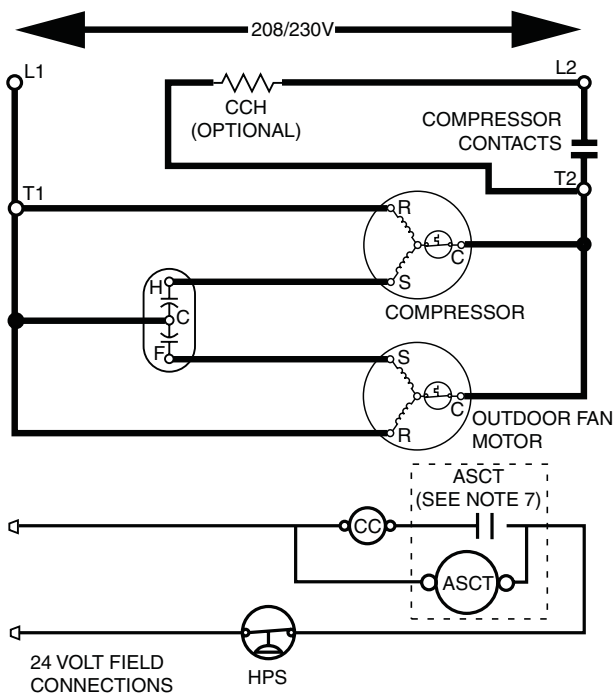 208/230V
L1
L2
CCH
(OPTIONAL)
COMPRESSOR
CONTACTS
T1
T2
R
C
S
COMPRESSOR
H
C
F
S
C
R
OUTDOOR FAN
MOTOR
ASCT
(SEE NOTE 7)
CC
ASCT
24 VOLT FIELD
CONNECTIONS
HPS